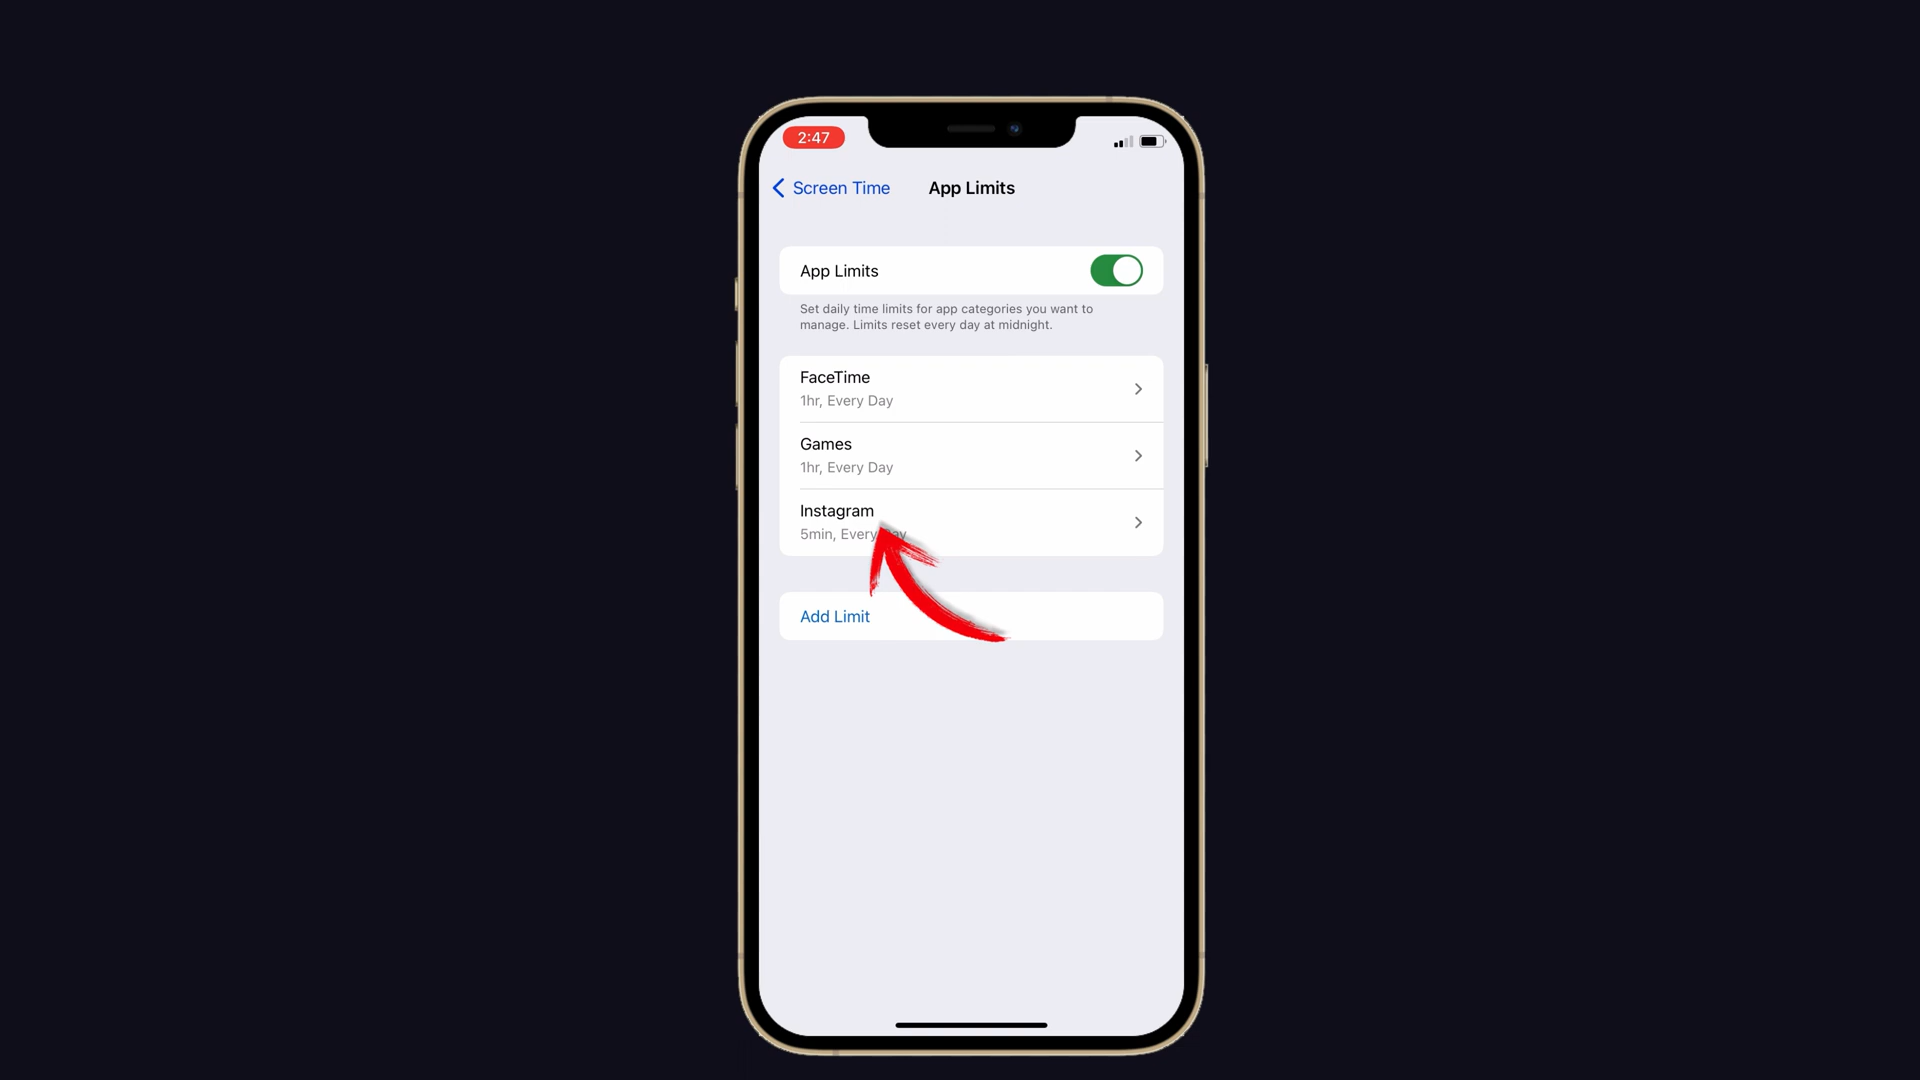 2:47
Screen Time
App Limits
App Limits
Set daily time limits for app categories you want to
manage. Limits reset every day at midnight.
FaceTime
1hr, Every Day
Games
1hr, Every Day
Instagram
5min, Every Day
Add Limit